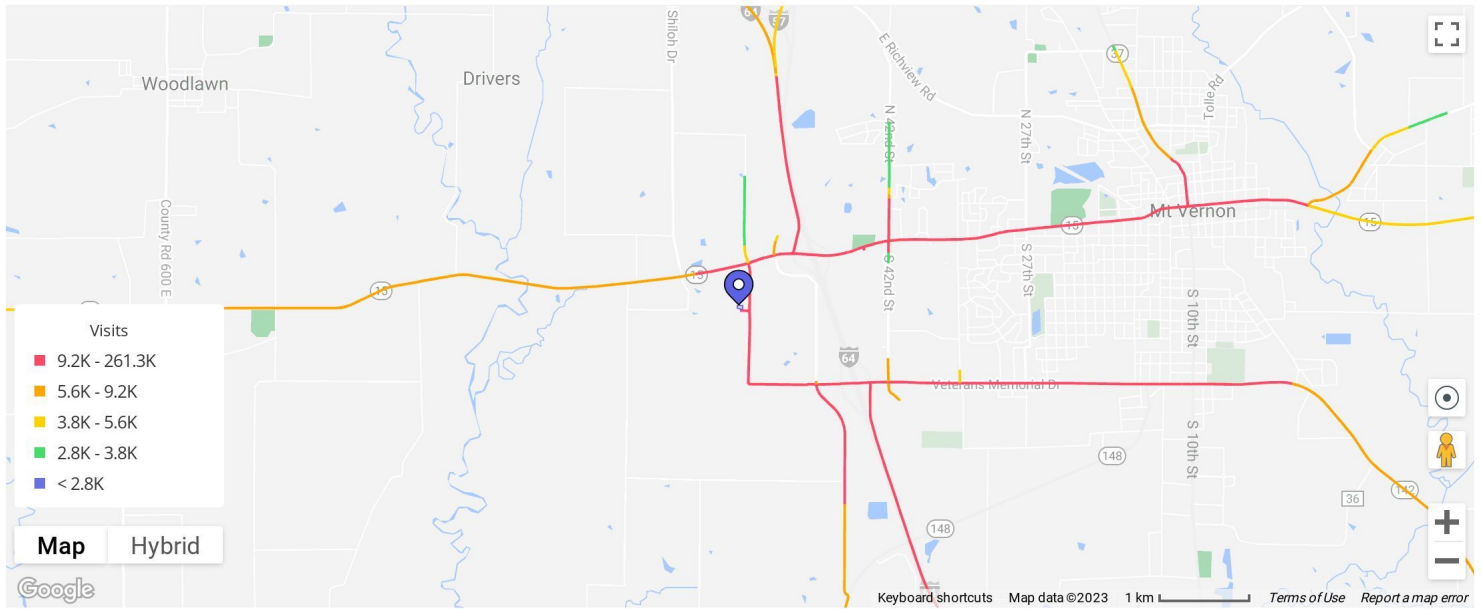 64
57
37
Shiloh Dr
E Richview Rd
Tolle Rd
Woodlawn
Drivers
N 42nd St
N 27th St
County Rd 600 E
Mt Vernon
15
15
15
15
S 42nd St
S 27th St
S 10th St
64
Veterans Memorial Dr
148
S 10th St
36
142
148
Visits
9.2K - 261.3K
5.6K - 9.2K
3.8K - 5.6K
2.8K - 3.8K
< 2.8K
Map Hybrid
Google
Keyboard shortcuts Map data ©2023 1 km Terms of Use Report a map error